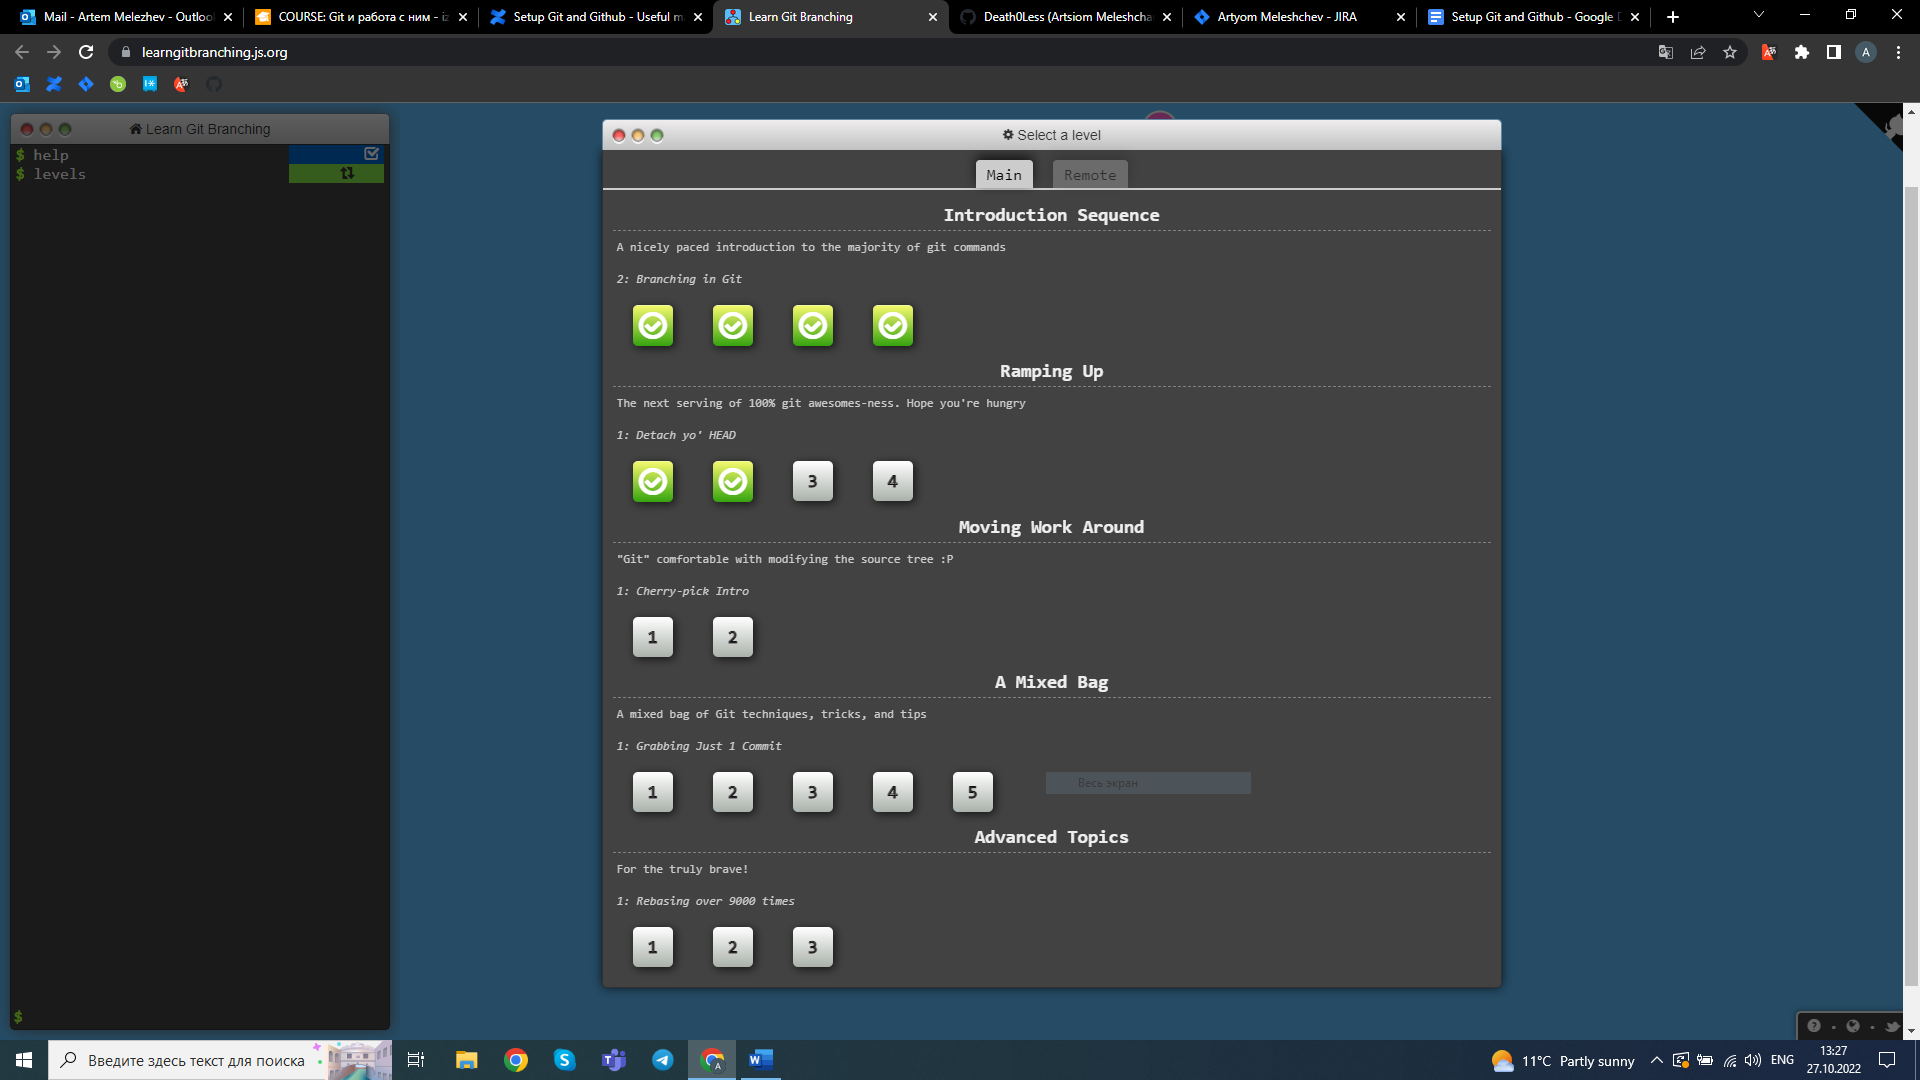 Mail - Artem Melezhev - Outloo
COURSE: Git и работа с ним - iz
Setup Git and Github - Useful m
Learn Git Branching
Death0Less (Artsiom Meleshcha
Artyom Meleshchev - JIRA
Setup Git and Github - Google D
learngitbranching.js.org
A
Learn Git Branching
$ help
$ levels
$
Select a level
Main
Remote
Introduction Sequence
A nicely paced introduction to the majority of git commands
2: Branching in Git
Ramping Up
The next serving of 100% git awesomes-ness. Hope you're hungry
1: Detach yo' HEAD
3 4
Moving Work Around
"Git" comfortable with modifying the source tree :P
1: Cherry-pick Intro
1 2
A Mixed Bag
A mixed bag of Git techniques, tricks, and tips
1: Grabbing Just 1 Commit
1 2 3 4 5
Весь экран
Advanced Topics
For the truly brave!
1: Rebasing over 9000 times
1 2 3
Введите здесь текст для поиска
11°C Partly sunny
ENG
13:27
27.10.2022